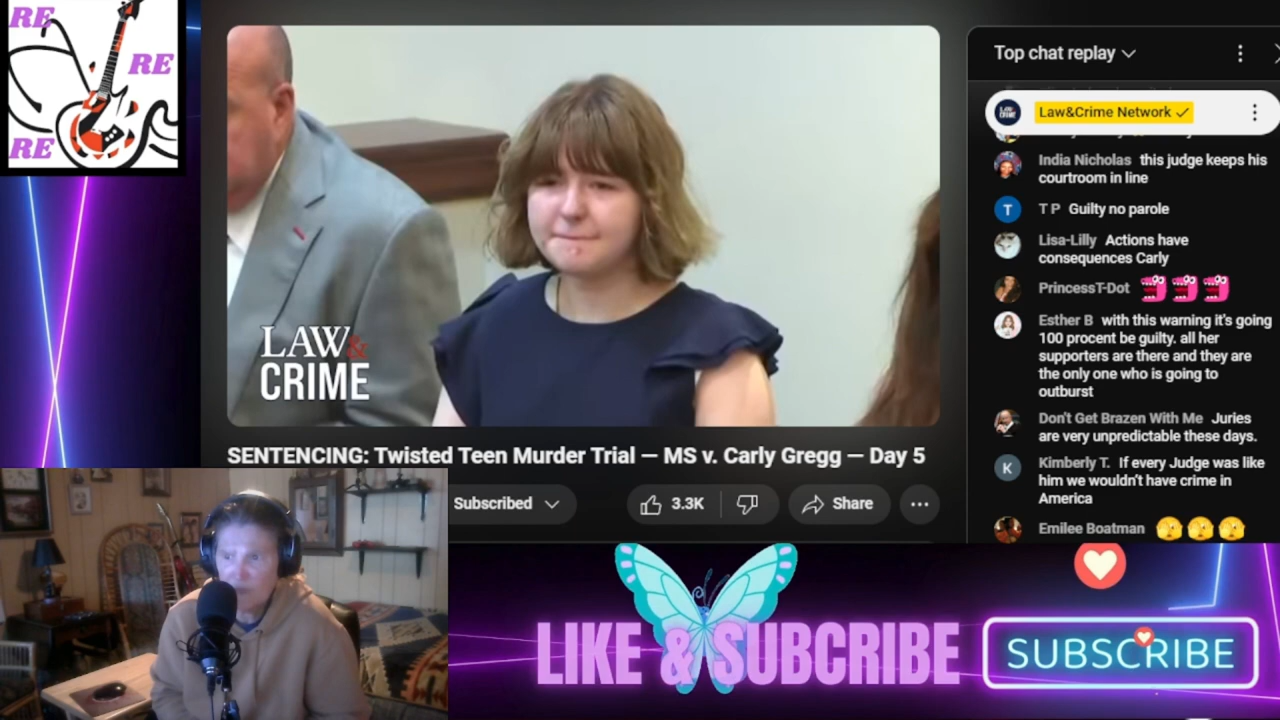 RE
RE
RE
LAW&
CRIME
SENTENCING: Twisted Teen Murder Trial — MS v. Carly Gregg — Day 5
Subscribed
3.3K
Share
Top chat replay
Law&Crime Network
India Nicholas this judge keeps his
courtroom in line
T
T P Guilty no parole
Lisa-Lilly Actions have
consequences Carly
PrincessT-Dot
Esther B with this warning it's going
100 procent be guilty. all her
supporters are there and they are
the only one who is going to
outburst
Don't Get Brazen With Me Juries
are very unpredictable these days.
K
Kimberly T. If every Judge was like
him we wouldn't have crime in
America
Emilee Boatman
LIKE & SUBCRIBE
SUBSCRIBE